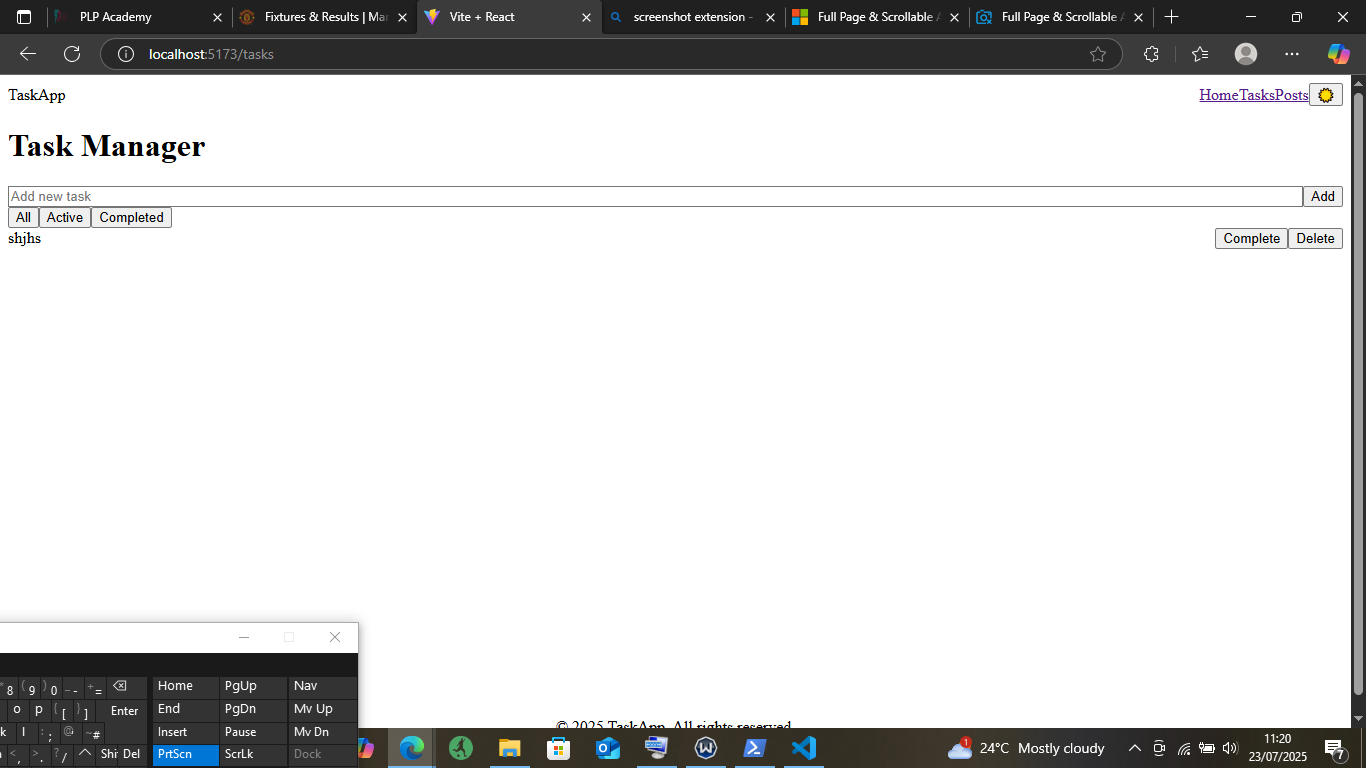 PLP Academy
Fixtures & Results | Mar
Vite + React
screenshot extension -
Full Page & Scrollable
Full Page & Scrollable
localhost:5173/tasks
TaskApp
HomeTasksPosts
Task Manager
Add new task
Add
All Active Completed
shjhs
Complete Delete
© 2025 TaskApp. All rights reserved.
* 8 ( 9 ) 0 _ - + =
Home PgUp Nav
o p { [ } ] Enter
End PgDn Mv Up
k l : ; @ ~ #
Insert Pause Mv Dn
< , > . ? / Shi Del
PrtScn ScrLk Dock
1
24°C Mostly cloudy
11:20
23/07/2025
7